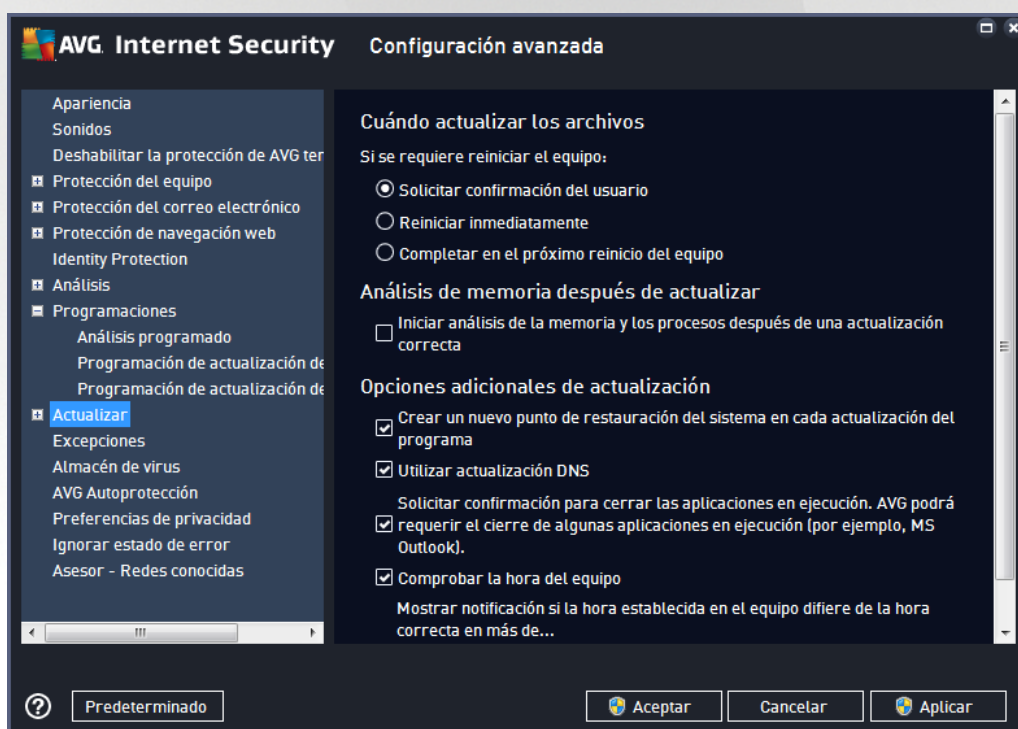 AVG. Internet Security Configuración avanzada
Apariencia
Sonidos
Deshabilitar la protección de AVG ter
Protección del equipo
Protección del correo electrónico
Protección de navegación web
Identity Protection
Análisis
Programaciones
Análisis programado
Programación de actualización de
Programación de actualización de
Actualizar
Excepciones
Almacén de virus
AVG Autoprotección
Preferencias de privacidad
Ignorar estado de error
Asesor - Redes conocidas
Cuándo actualizar los archivos
Si se requiere reiniciar el equipo:
Solicitar confirmación del usuario
Reiniciar inmediatamente
Completar en el próximo reinicio del equipo
Análisis de memoria después de actualizar
Iniciar análisis de la memoria y los procesos después de una actualización
correcta
Opciones adicionales de actualización
Crear un nuevo punto de restauración del sistema en cada actualización del
programa
Utilizar actualización DNS
Solicitar confirmación para cerrar las aplicaciones en ejecución. AVG podrá
requerir el cierre de algunas aplicaciones en ejecución (por ejemplo, MS
Outlook).
Comprobar la hora del equipo
Mostrar notificación si la hora establecida en el equipo difiere de la hora
correcta en más de...
Predeterminado
Aceptar
Cancelar
Aplicar